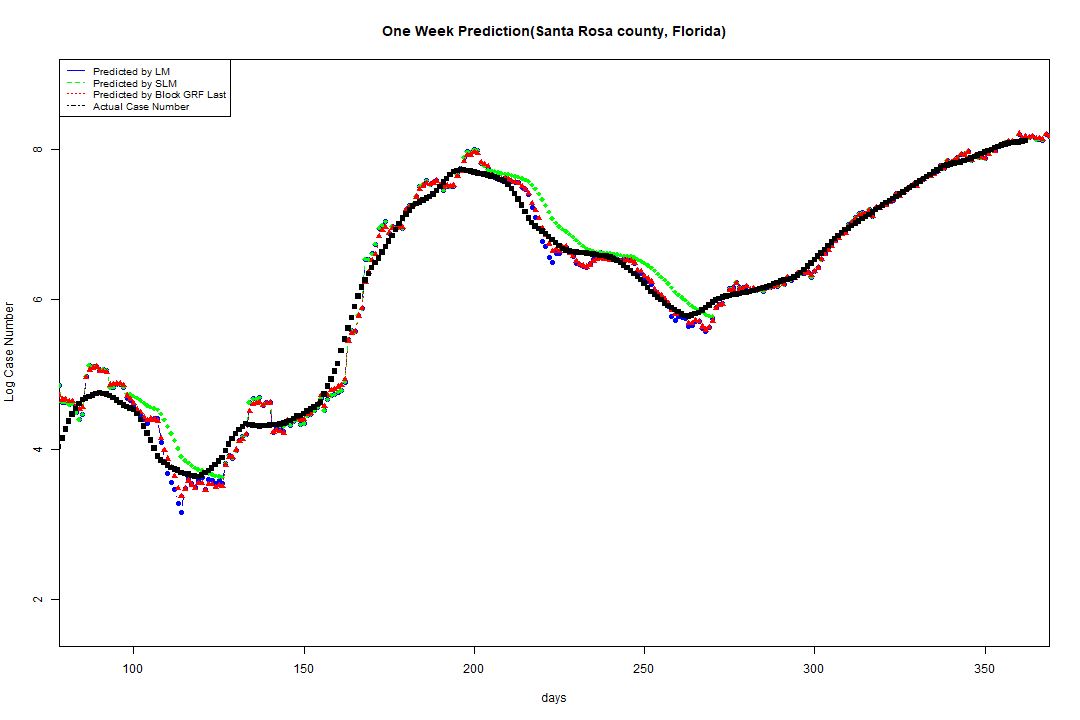 One Week Prediction(Santa Rosa county, Florida)
Predicted by LM
Predicted by SLM
Predicted by Block GRF Last
Actual Case Number
8
6
4
2
Log Case Number
100 150 200 250 300 350
days